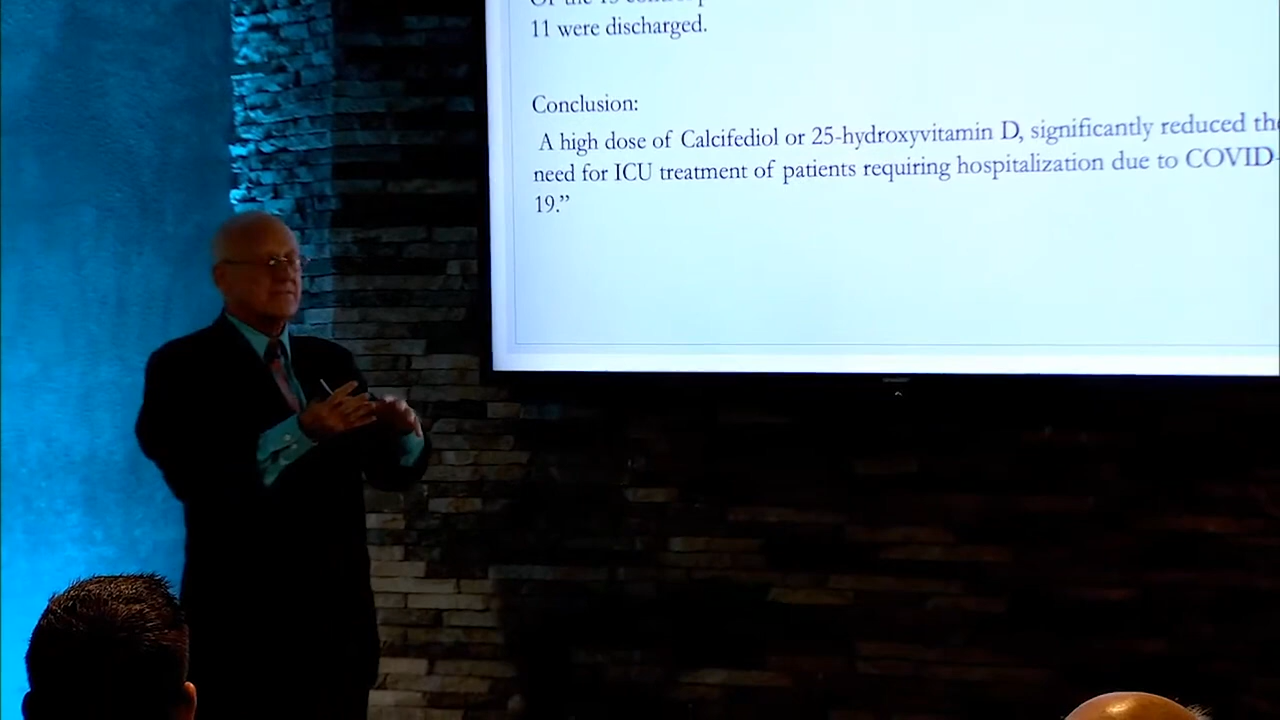 11 were discharged.
Conclusion:
A high dose of Calcifediol or 25-hydroxyvitamin D, significantly reduced the
need for ICU treatment of patients requiring hospitalization due to COVID-
19.”